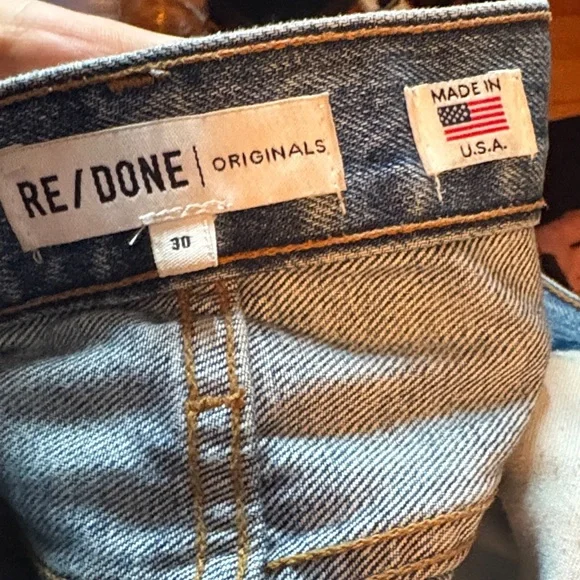 RE/DONE | ORIGINALS
30
MADE IN
U.S.A.